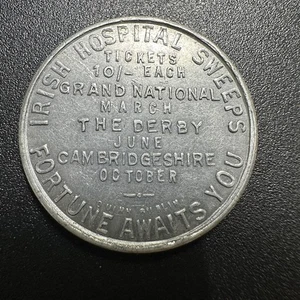 IRISH HOSPITAL SWEEPS
TICKETS
10/- EACH
GRAND NATIONAL
MARCH
THE DERBY
JUNE
CAMBRIDGESHIRE
OCTOBER
FORTUNE AWAITS YOU